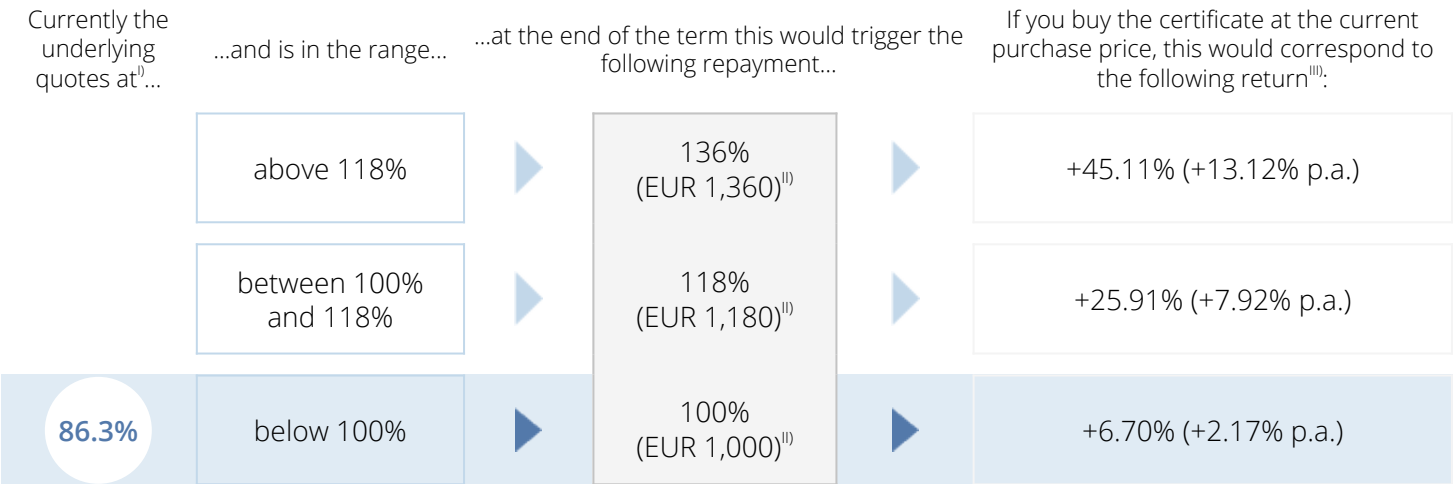 Currently the
underlying
quotes at^I)...
...and is in the range...
...at the end of the term this would trigger the
following repayment...
If you buy the certificate at the current
purchase price, this would correspond to
the following return^III):
above 118%
136%
(EUR 1,360)^II)
+45.11% (+13.12% p.a.)
between 100%
and 118%
118%
(EUR 1,180)^II)
+25.91% (+7.92% p.a.)
86.3%
below 100%
100%
(EUR 1,000)^II)
+6.70% (+2.17% p.a.)